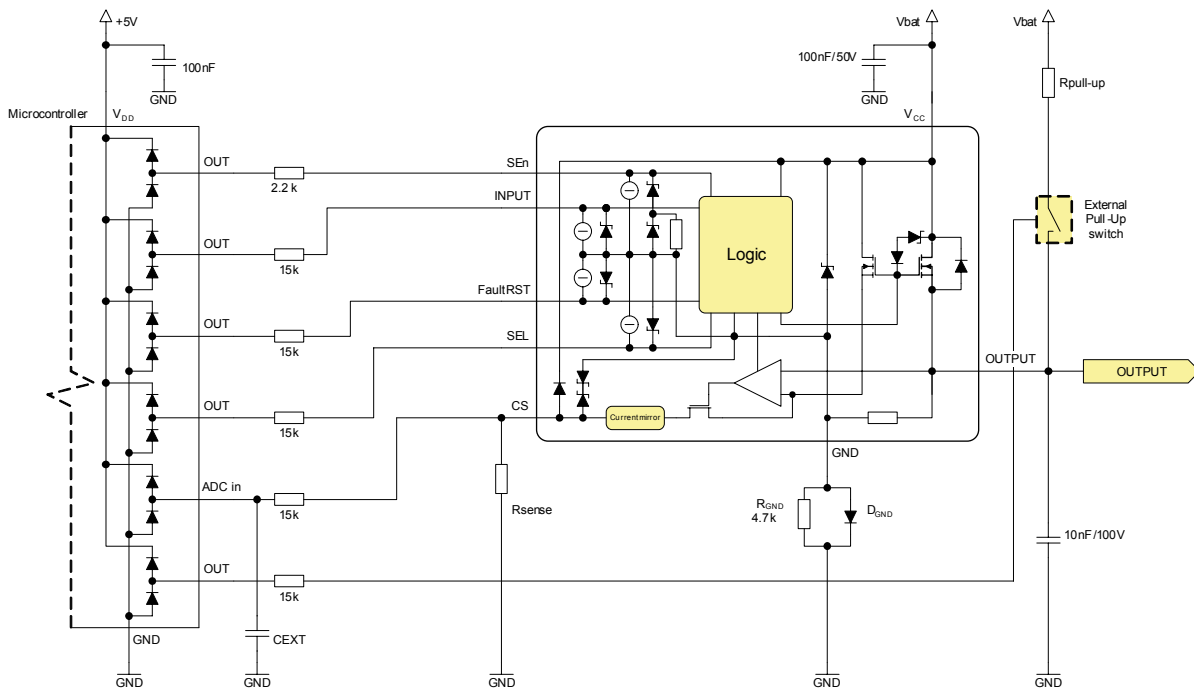 +5V
Vbat
Vbat
100nF
100nF/50V
Rpull-up
GND
GND
Microcontroller
VDD
VCC
OUT
SEn
2.2 k
INPUT
External
Pull-Up
switch
OUT
Logic
15k
FaultRST
OUT
SEL
15k
OUTPUT
OUTPUT
OUT
CS
Currentmirror
15k
GND
ADC in
15k
Rsense
RGND
4.7k
DGND
10nF/100V
OUT
15k
GND
CEXT
GND
GND
GND
GND
GND